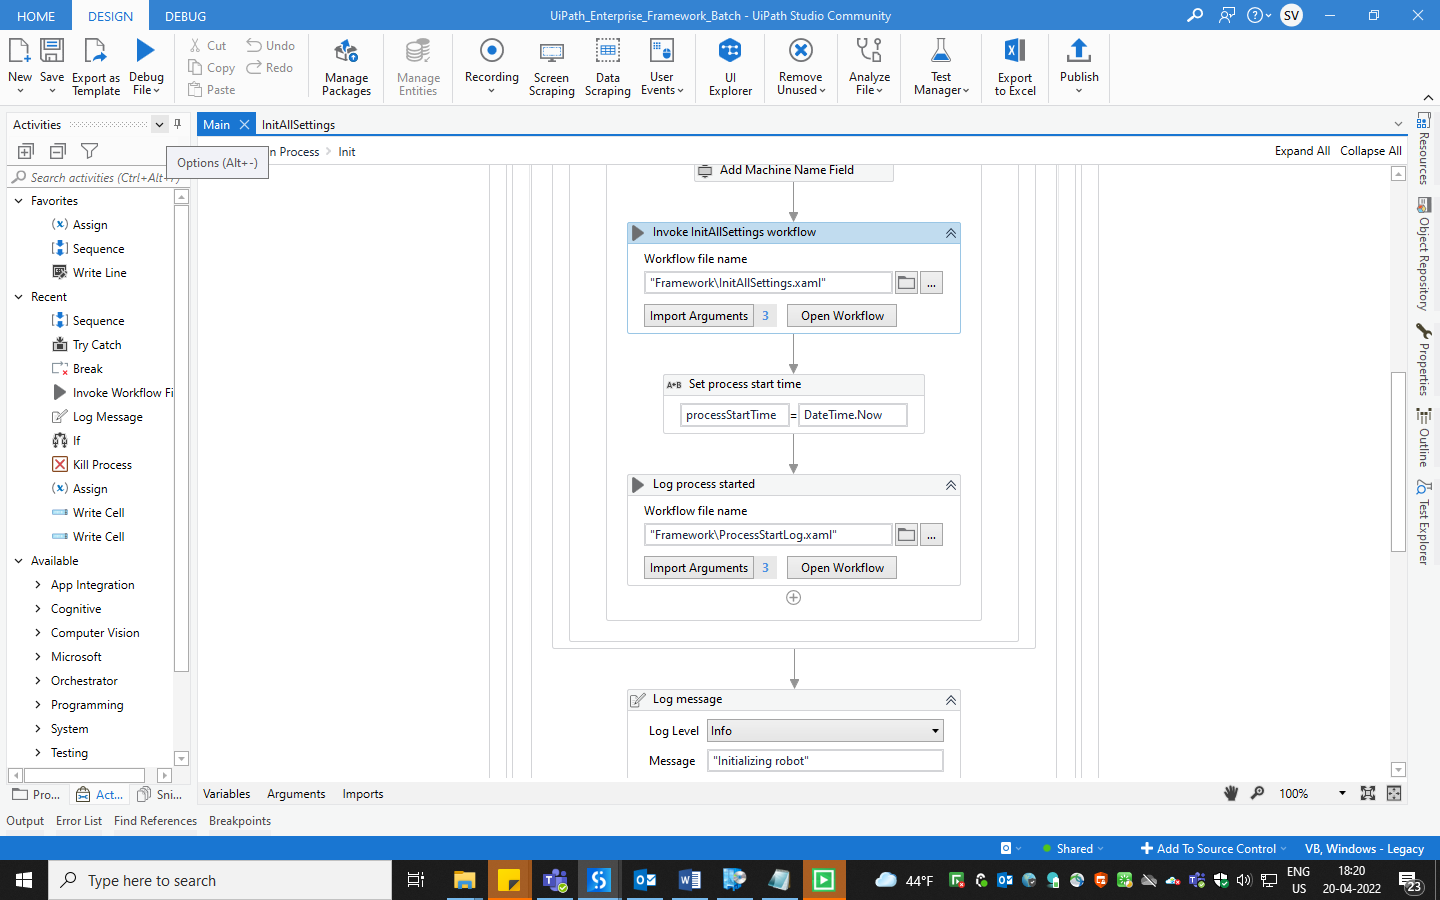 HOME DESIGN DEBUG UiPath_Enterprise_Framework_Batch - UiPath Studio Community SV
New Save Export as Template Debug File
Cut Undo
Copy Redo
Paste
Manage Packages Manage Entities Recording Screen Scraping Data Scraping User Events UI Explorer Remove Unused Analyze File Test Manager Export to Excel Publish
Activities
Main InitAllSettings
Options (Alt+-)
n Process Init Expand All Collapse All
Search activities (Ctrl+Alt+
Favorites
Assign
Sequence
Write Line
Recent
Sequence
Try Catch
Break
Invoke Workflow Fi
Log Message
If
Kill Process
Assign
Write Cell
Write Cell
Available
App Integration
Cognitive
Computer Vision
Microsoft
Orchestrator
Programming
System
Testing
Pro... Act... Sni...
Add Machine Name Field
Invoke InitAllSettings workflow
Workflow file name
"Framework\InitAllSettings.xaml" ...
Import Arguments 3 Open Workflow
A+B Set process start time
processStartTime = DateTime.Now
Log process started
Workflow file name
"Framework\ProcessStartLog.xaml" ...
Import Arguments 3 Open Workflow
Log message
Log Level Info
Message "Initializing robot"
Resources
Object Repository
Properties
Outline
Test Explorer
Variables Arguments Imports 100%
Output Error List Find References Breakpoints
Shared Add To Source Control VB, Windows - Legacy
Type here to search
44°F
ENG
US
18:20
20-04-2022
23